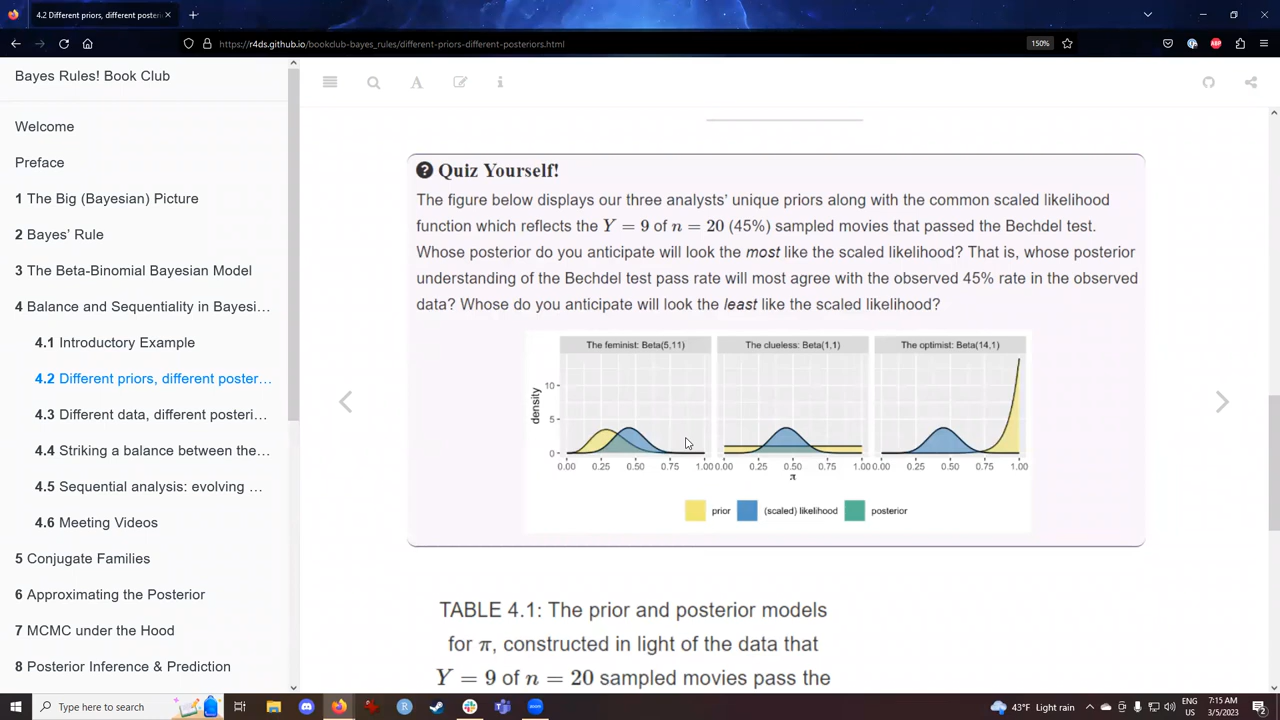 4.2 Different priors, different poste
https://r4ds.github.io/bookclub-bayes_rules/different-priors-different-posteriors.html
150%
ABP
Bayes Rules! Book Club
Welcome
Preface
1 The Big (Bayesian) Picture
2 Bayes' Rule
3 The Beta-Binomial Bayesian Model
4 Balance and Sequentiality in Bayesi…
4.1 Introductory Example
4.2 Different priors, different poster…
4.3 Different data, different posteri…
4.4 Striking a balance between the…
4.5 Sequential analysis: evolving …
4.6 Meeting Videos
5 Conjugate Families
6 Approximating the Posterior
7 MCMC under the Hood
8 Posterior Inference & Prediction
Quiz Yourself!
The figure below displays our three analysts' unique priors along with the common scaled likelihood
function which reflects the Y = 9 of n = 20 (45%) sampled movies that passed the Bechdel test.
Whose posterior do you anticipate will look the most like the scaled likelihood? That is, whose posterior
understanding of the Bechdel test pass rate will most agree with the observed 45% rate in the observed
data? Whose do you anticipate will look the least like the scaled likelihood?
The feminist: Beta(5,11) The clueless: Beta(1,1) The optimist: Beta(14,1)
density
10
5
0
0.00 0.25 0.50 0.75 1.00 0.00 0.25 0.50 0.75 1.00 0.00 0.25 0.50 0.75 1.00
π
prior (scaled) likelihood posterior
TABLE 4.1: The prior and posterior models
for π, constructed in light of the data that
Y = 9 of n = 20 sampled movies pass the
Type here to search
43°F Light rain
ENG
US
7:15 AM
3/5/2023